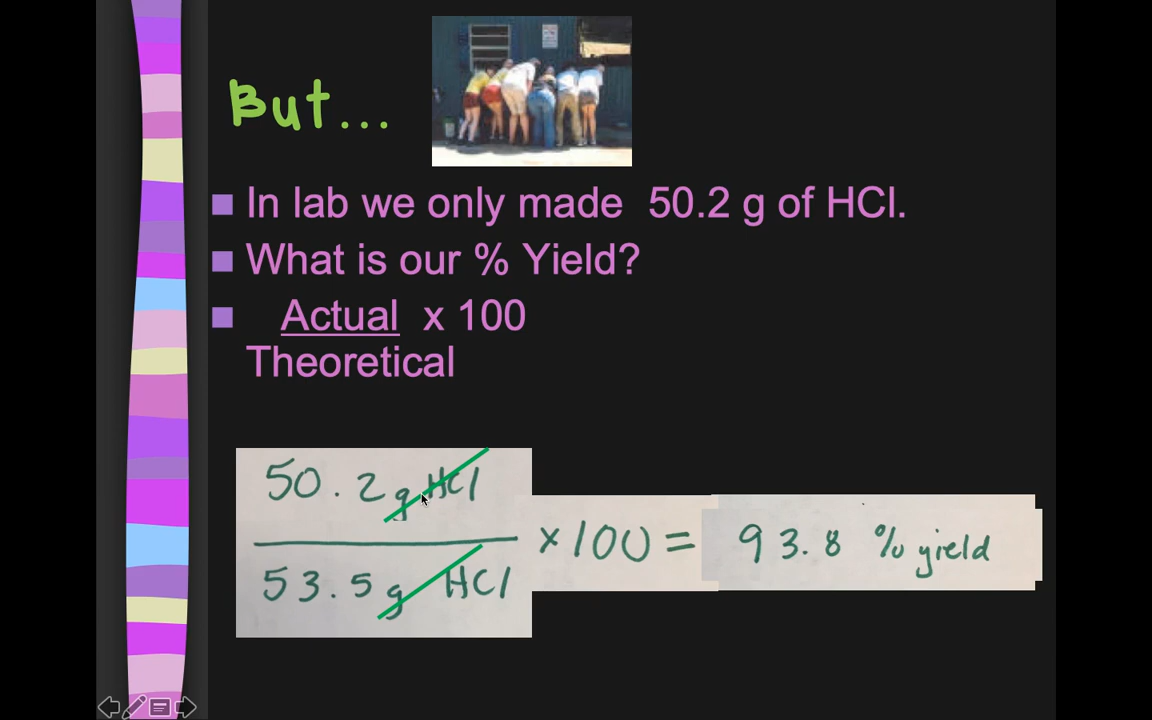 But...
In lab we only made 50.2 g of HCl.
What is our % Yield?
Actual x 100
Theoretical
50.2 g HCl
53.5 g HCl
x 100 =
93.8 % yield